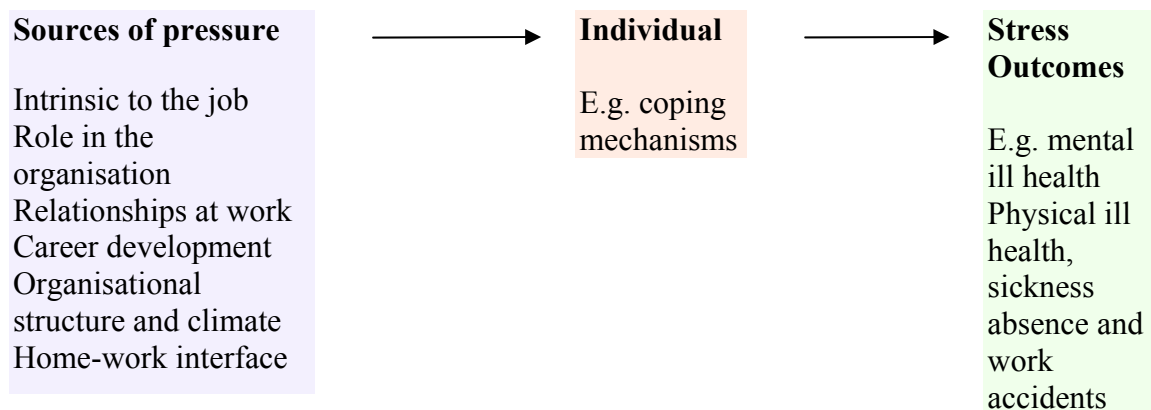 Sources of pressure
Intrinsic to the job
Role in the
organisation
Relationships at work
Career development
Organisational
structure and climate
Home-work interface
Individual
E.g. coping
mechanisms
Stress
Outcomes
E.g. mental
ill health
Physical ill
health,
sickness
absence and
work
accidents